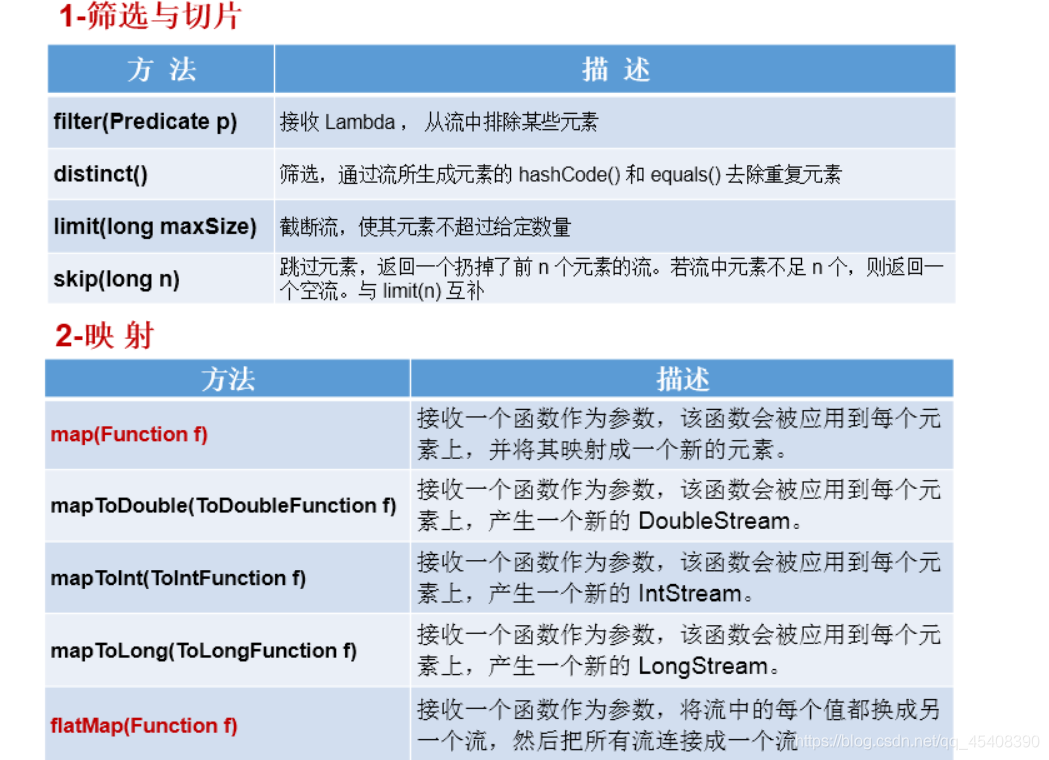 1-筛选与切片
方 法 描 述
filter(Predicate p) 接收 Lambda ， 从流中排除某些元素
distinct() 筛选，通过流所生成元素的 hashCode() 和 equals() 去除重复元素
limit(long maxSize) 截断流，使其元素不超过给定数量
skip(long n) 跳过元素，返回一个扔掉了前 n 个元素的流。若流中元素不足 n 个，则返回一
个空流。与 limit(n) 互补
2-映 射
方法 描述
map(Function f) 接收一个函数作为参数，该函数会被应用到每个元
素上，并将其映射成一个新的元素。
mapToDouble(ToDoubleFunction f) 接收一个函数作为参数，该函数会被应用到每个元
素上，产生一个新的 DoubleStream。
mapToInt(ToIntFunction f) 接收一个函数作为参数，该函数会被应用到每个元
素上，产生一个新的 IntStream。
mapToLong(ToLongFunction f) 接收一个函数作为参数，该函数会被应用到每个元
素上，产生一个新的 LongStream。
flatMap(Function f) 接收一个函数作为参数，将流中的每个值都换成另
一个流，然后把所有流连接成一个流
https://blog.csdn.net/qq_45408390